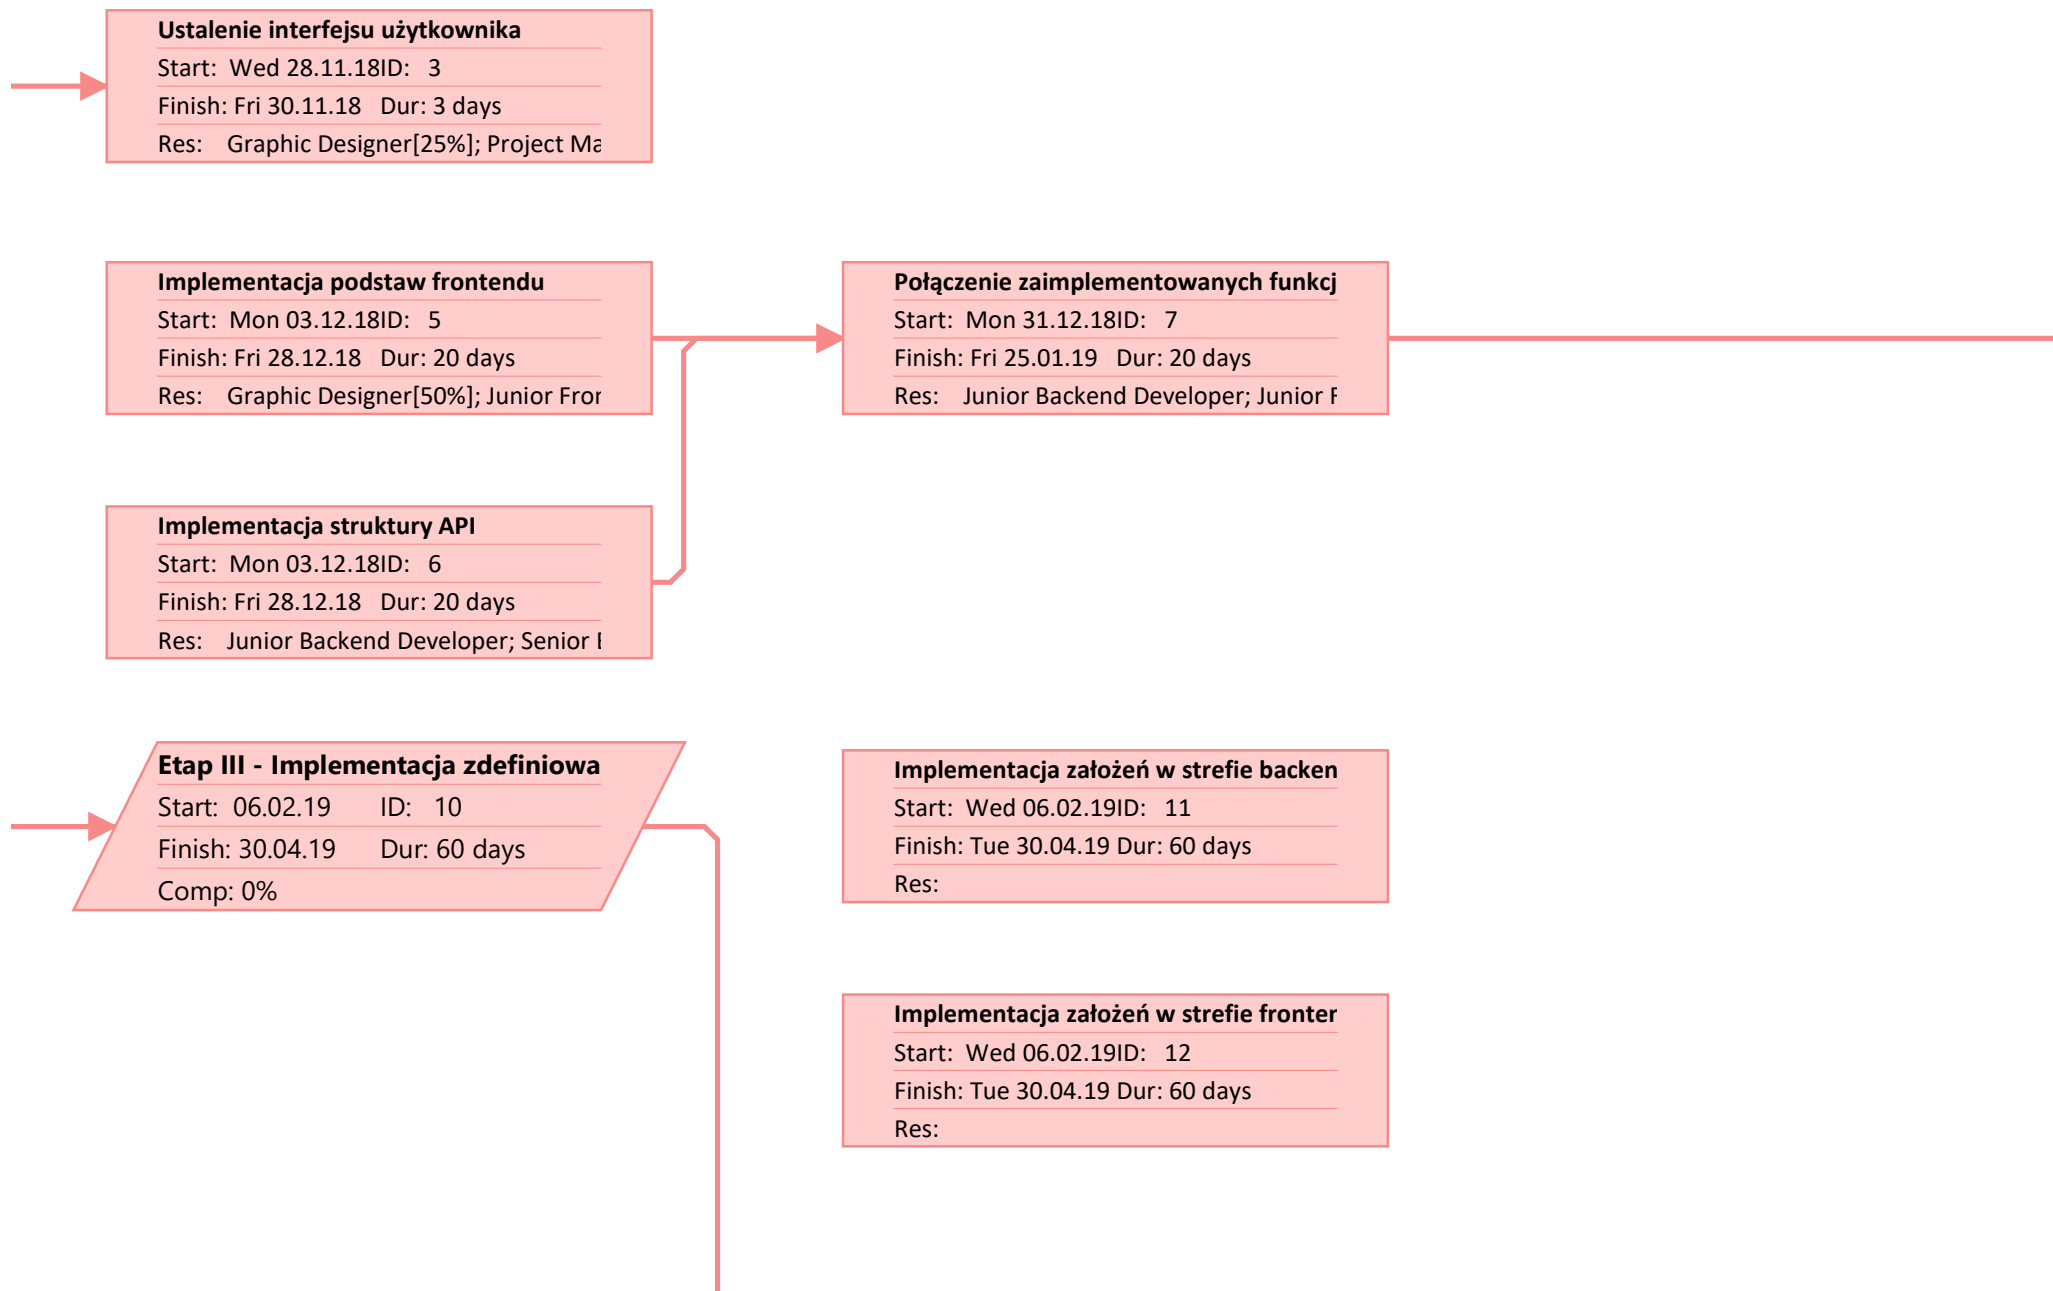 Ustalenie interfejsu użytkownika
Start: Wed 28.11.18ID: 3
Finish: Fri 30.11.18 Dur: 3 days
Res: Graphic Designer[25%]; Project Ma
Implementacja podstaw frontendu
Start: Mon 03.12.18ID: 5
Finish: Fri 28.12.18 Dur: 20 days
Res: Graphic Designer[50%]; Junior Fror
Połączenie zaimplementowanych funkcj
Start: Mon 31.12.18ID: 7
Finish: Fri 25.01.19 Dur: 20 days
Res: Junior Backend Developer; Junior F
Implementacja struktury API
Start: Mon 03.12.18ID: 6
Finish: Fri 28.12.18 Dur: 20 days
Res: Junior Backend Developer; Senior
Etap III - Implementacja zdefiniowa
Start: 06.02.19 ID: 10
Finish: 30.04.19 Dur: 60 days
Comp: 0%
Implementacja założeń w strefie backen
Start: Wed 06.02.19ID: 11
Finish: Tue 30.04.19 Dur: 60 days
Res:
Implementacja założeń w strefie fronter
Start: Wed 06.02.19ID: 12
Finish: Tue 30.04.19 Dur: 60 days
Res: